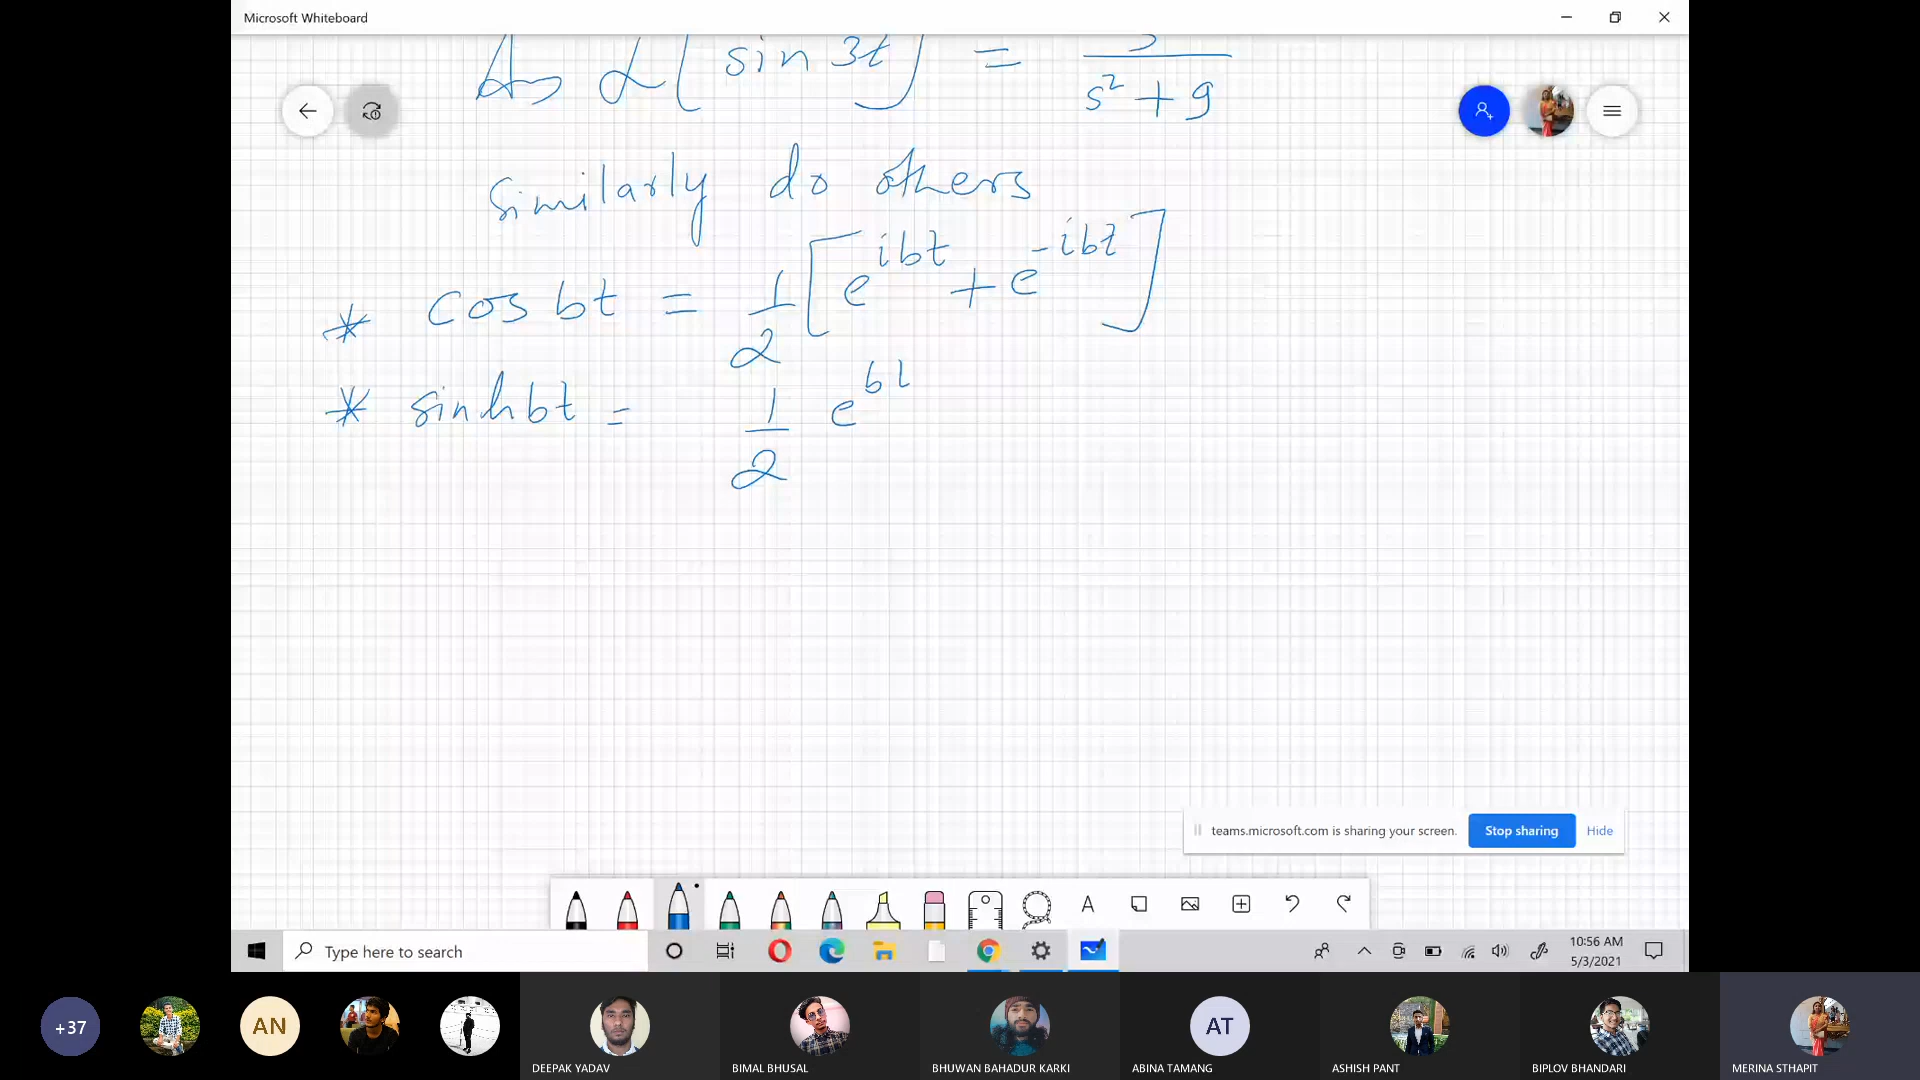 Microsoft Whiteboard
As L[sin 3t] = 3/(s² + 9)
Similarly do others
* cos bt = 1/2 [e^ibt + e^-ibt]
* sinh bt = 1/2 e^bt
teams.microsoft.com is sharing your screen. Stop sharing Hide
A
Type here to search
10:56 AM
5/3/2021
+37 AN AT
DEEPAK YADAV BIMAL BHUSAL BHUWAN BAHADUR KARKI ABINA TAMANG ASHISH PANT BIPLOV BHANDARI MERINA STHAPIT